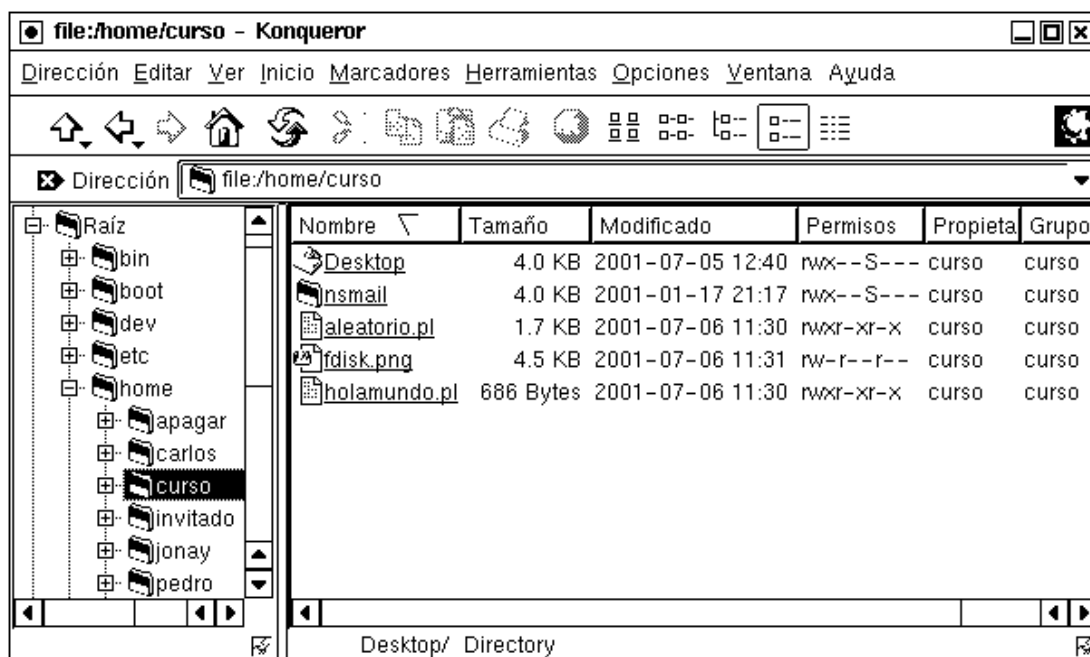 file:/home/curso - Konqueror
Dirección Editar Ver Inicio Marcadores Herramientas Opciones Ventana Ayuda
Dirección file:/home/curso
Raíz
bin
boot
dev
etc
home
apagar
carlos
curso
invitado
jonay
pedro
Nombre Tamaño Modificado Permisos Propieta Grupo
Desktop 4.0 KB 2001-07-05 12:40 rwx--S--- curso curso
nsmail 4.0 KB 2001-01-17 21:17 rwx--S--- curso curso
aleatorio.pl 1.7 KB 2001-07-06 11:30 rwxr-xr-x curso curso
fdisk.png 4.5 KB 2001-07-06 11:31 rw-r--r-- curso curso
holamundo.pl 686 Bytes 2001-07-06 11:30 rwxr-xr-x curso curso
Desktop/ Directory